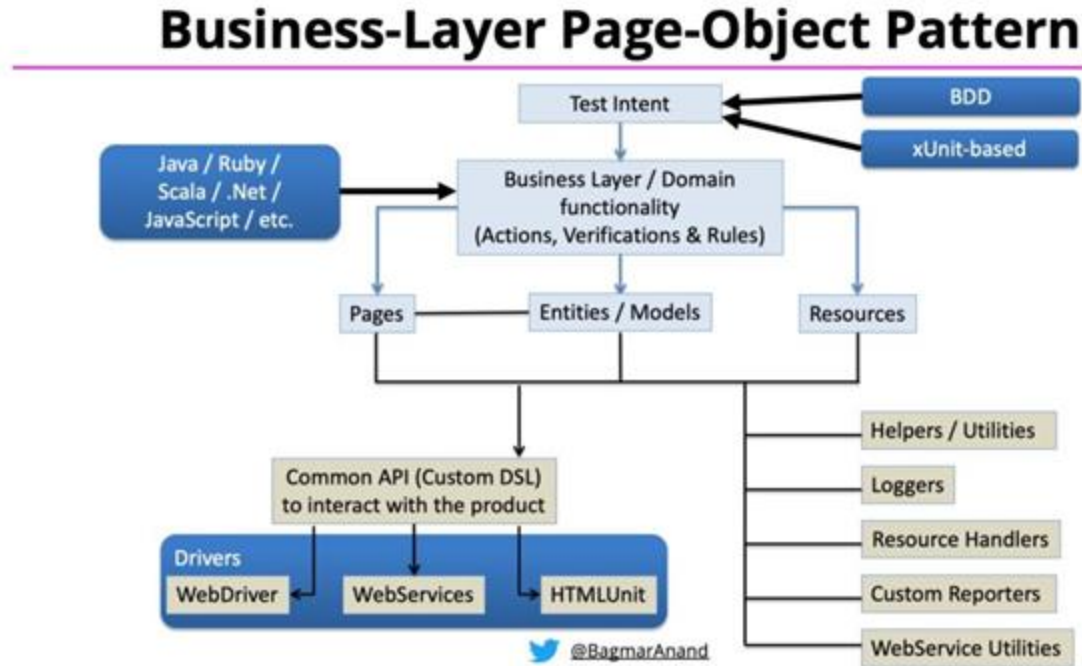 Business-Layer Page-Object Pattern
Test Intent
BDD
xUnit-based
Java / Ruby /
Scala / .Net /
JavaScript / etc.
Business Layer / Domain
functionality
(Actions, Verifications & Rules)
Pages
Entities / Models
Resources
Common API (Custom DSL)
to interact with the product
Drivers
WebDriver
WebServices
HTMLUnit
Helpers / Utilities
Loggers
Resource Handlers
Custom Reporters
WebService Utilities
@BagmarAnand